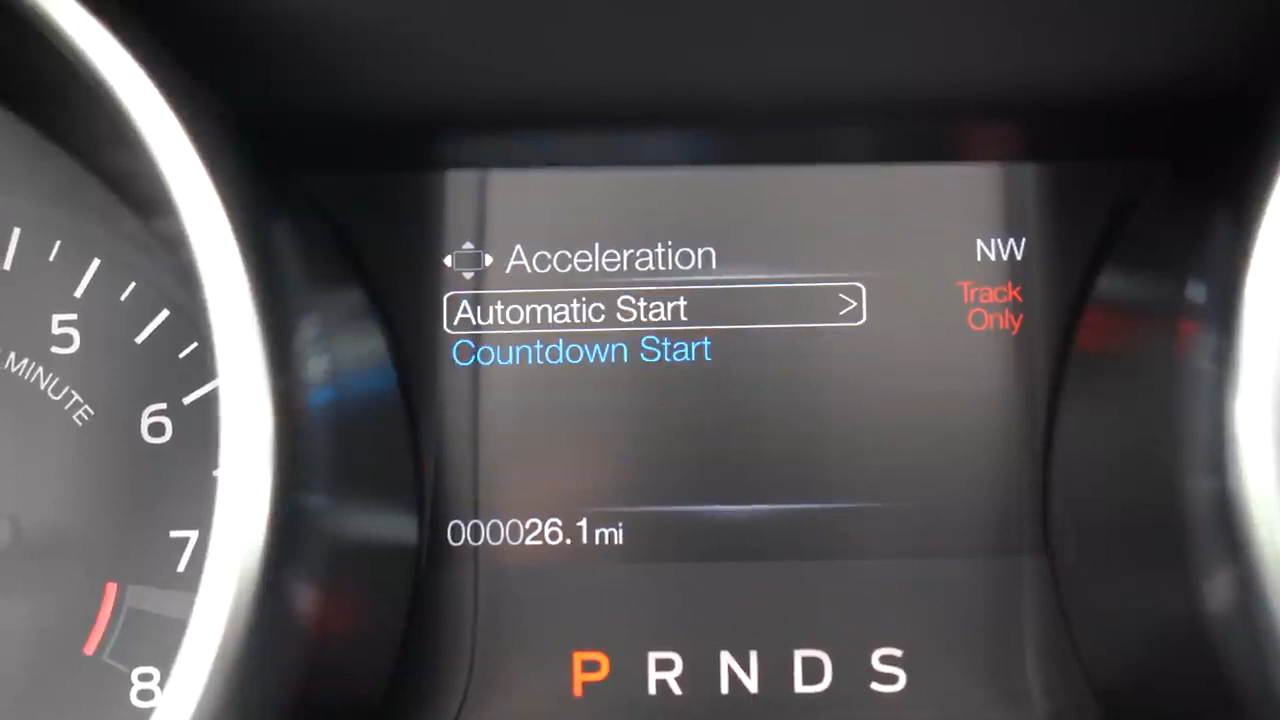 Acceleration
NW
Automatic Start >
Track
Only
Countdown Start
5
MINUTE
6
000026.1mi
7
8
P R N D S